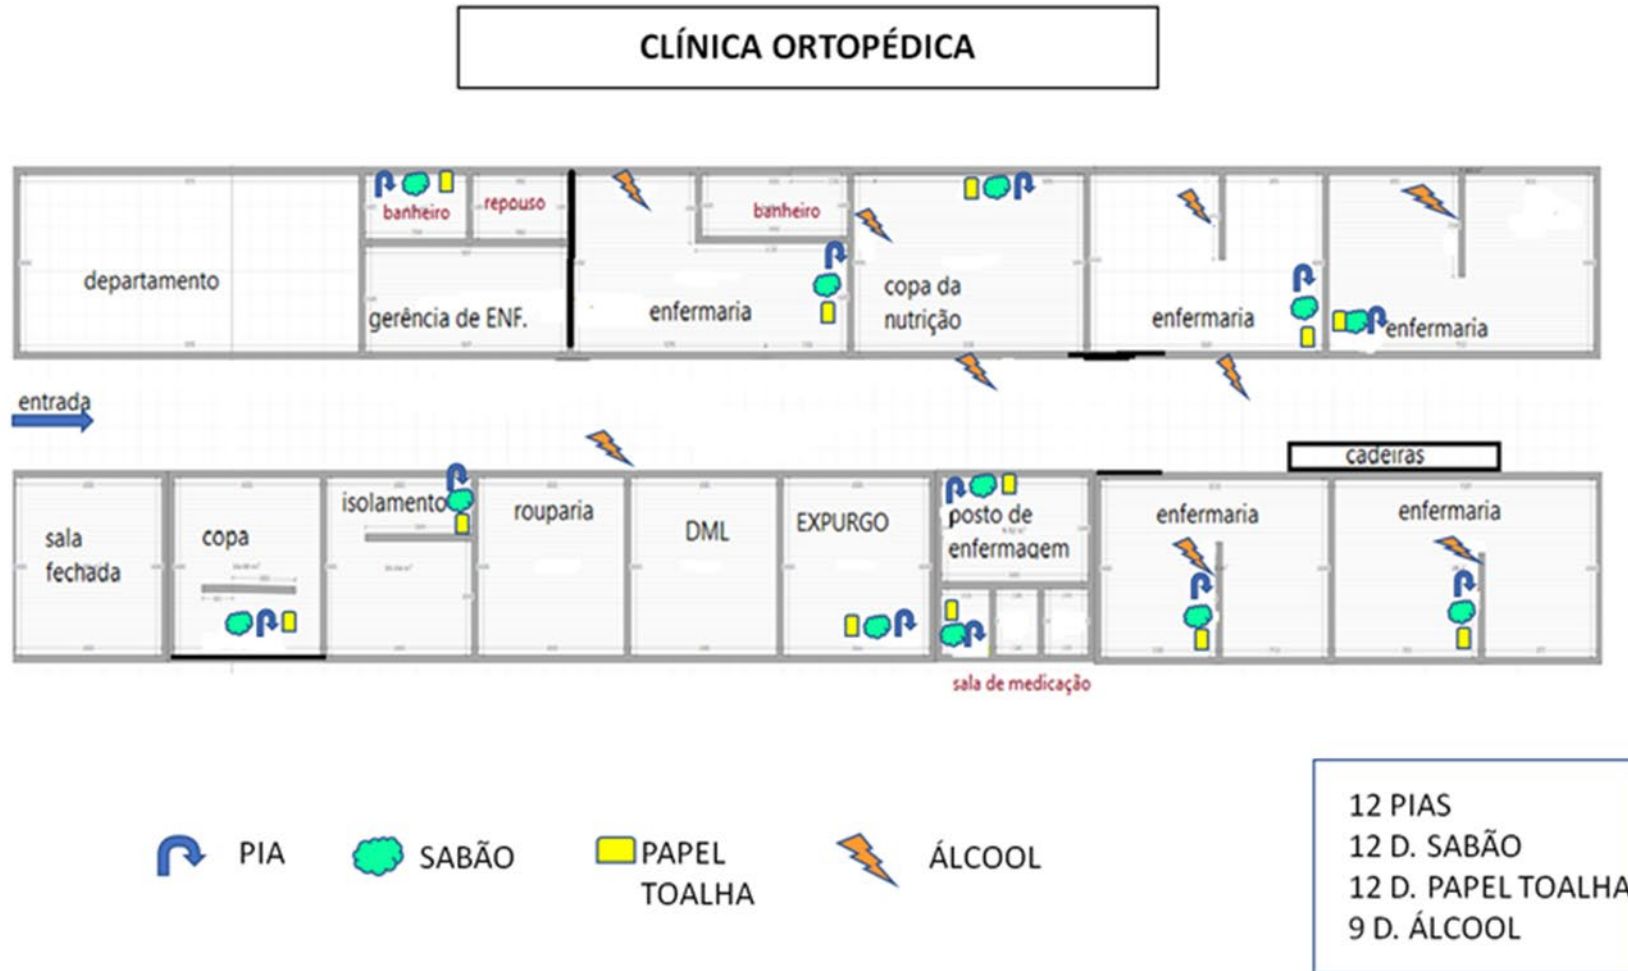 CLÍNICA ORTOPÉDICA
banheiro
repouso
banheiro
departamento
gerência de ENF.
enfermaria
copa da
nutrição
enfermaria
enfermaria
entrada
cadeiras
sala
fechada
copa
isolamento
rouparia
DML
EXPURGO
posto de
enfermagem
enfermaria
enfermaria
sala de medicação
PIA
SABÃO
PAPEL
TOALHA
ÁLCOOL
12 PIAS
12 D. SABÃO
12 D. PAPEL TOALHA
9 D. ÁLCOOL